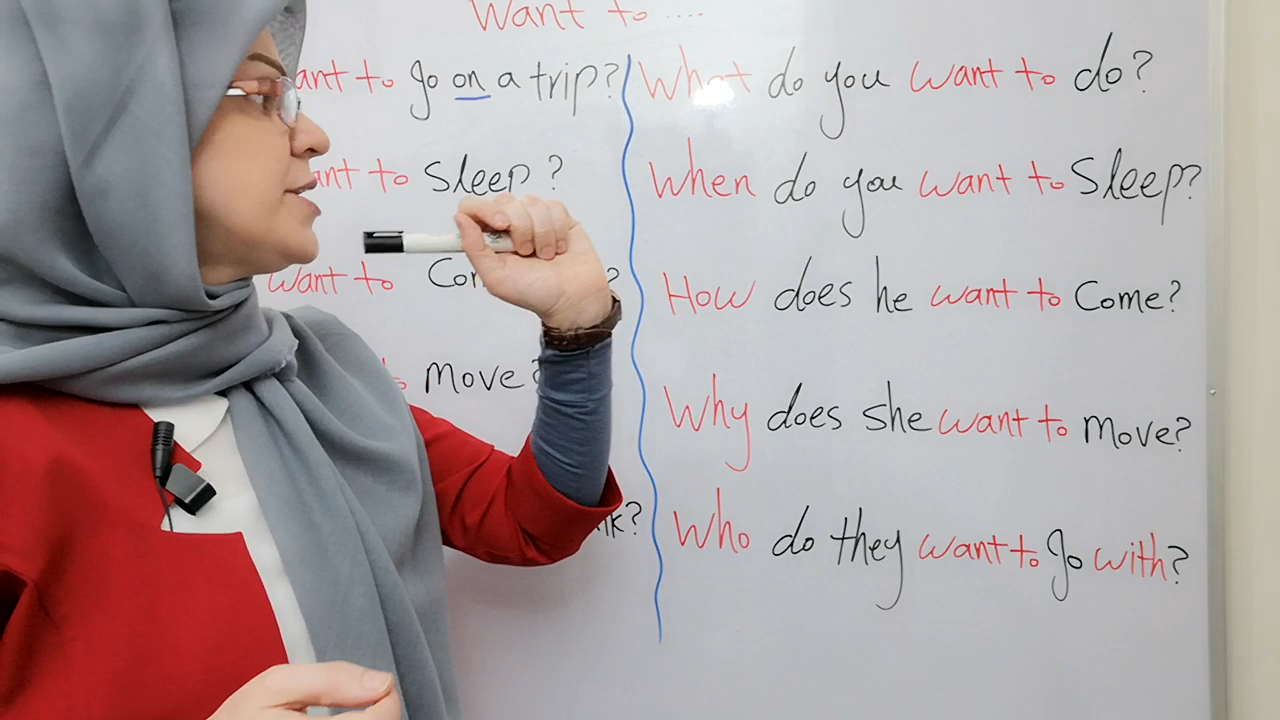 Want to ....
want to go on a trip?
want to sleep?
want to
move?
?
What do you want to do?
When do you want to Sleep?
How does he want to Come?
Why does she want to move?
Who do they want to go with?